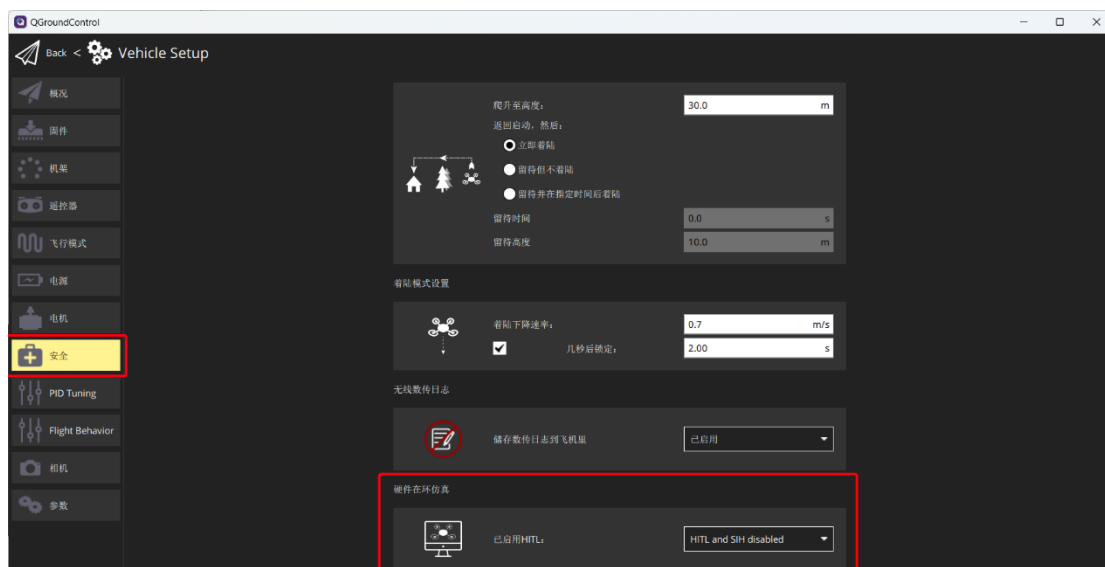 QGroundControl
Back < Vehicle Setup
概况
固件
机架
遥控器
飞行模式
电源
电机
安全
PID Tuning
Flight Behavior
相机
参数
爬升至高度: 30.0 m
返回启动，然后:
立即着陆
留待但不着陆
留待并在指定时间后着陆
留待时间 0.0 s
留待高度 10.0 m
着陆模式设置
着陆下降速率: 0.7 m/s
几秒后锁定: 2.00 s
无线数传日志
储存数传日志到飞机里 已启用
硬件在环仿真
已启用HITL: HITL and SIH disabled